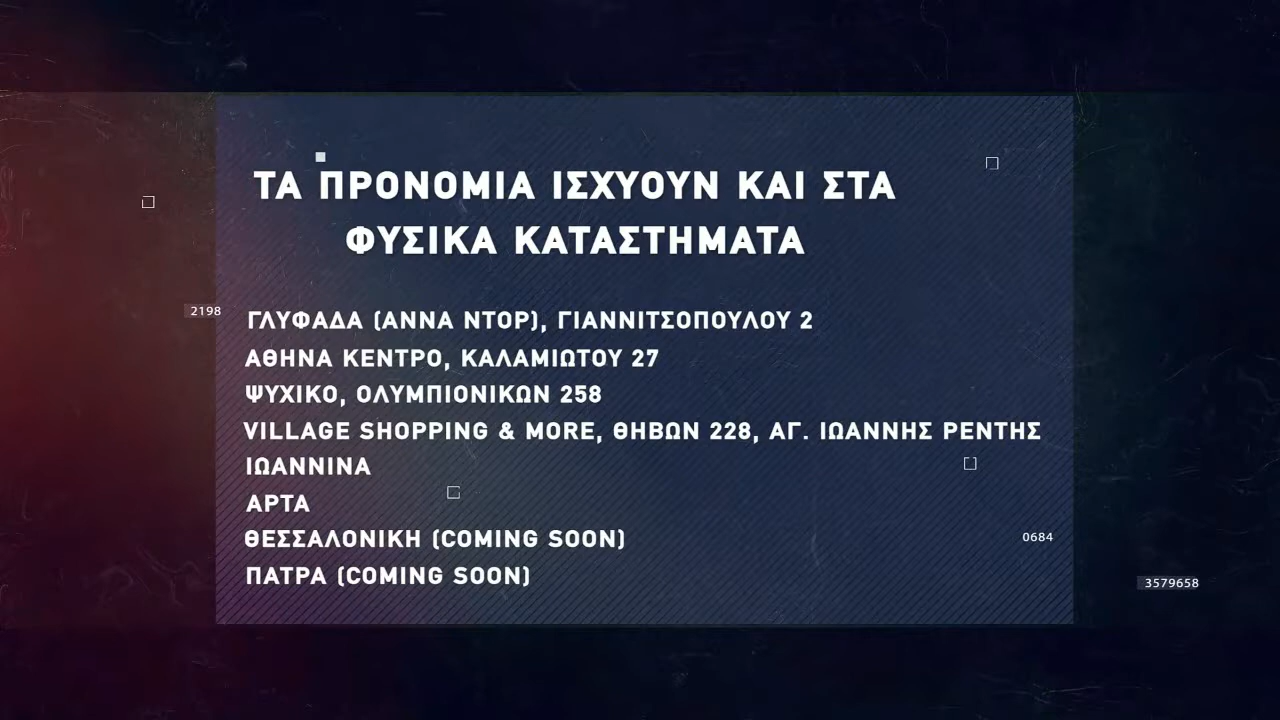 ΤΑ ΠΡΟΝΟΜΙΑ ΙΣΧΥΟΥΝ ΚΑΙ ΣΤΑ
ΦΥΣΙΚΑ ΚΑΤΑΣΤΗΜΑΤΑ
2198
ΓΛΥΦΑΔΑ (ΑΝΝΑ ΝΤΟΡ), ΓΙΑΝΝΙΤΣΟΠΟΥΛΟΥ 2
ΑΘΗΝΑ ΚΕΝΤΡΟ, ΚΑΛΑΜΙΩΤΟΥ 27
ΨΥΧΙΚΟ, ΟΛΥΜΠΙΟΝΙΚΩΝ 258
VILLAGE SHOPPING & MORE, ΘΗΒΩΝ 228, ΑΓ. ΙΩΑΝΝΗΣ ΡΕΝΤΗΣ
ΙΩΑΝΝΙΝΑ
ΑΡΤΑ
ΘΕΣΣΑΛΟΝΙΚΗ (COMING SOON)
0684
ΠΑΤΡΑ (COMING SOON)
3579658